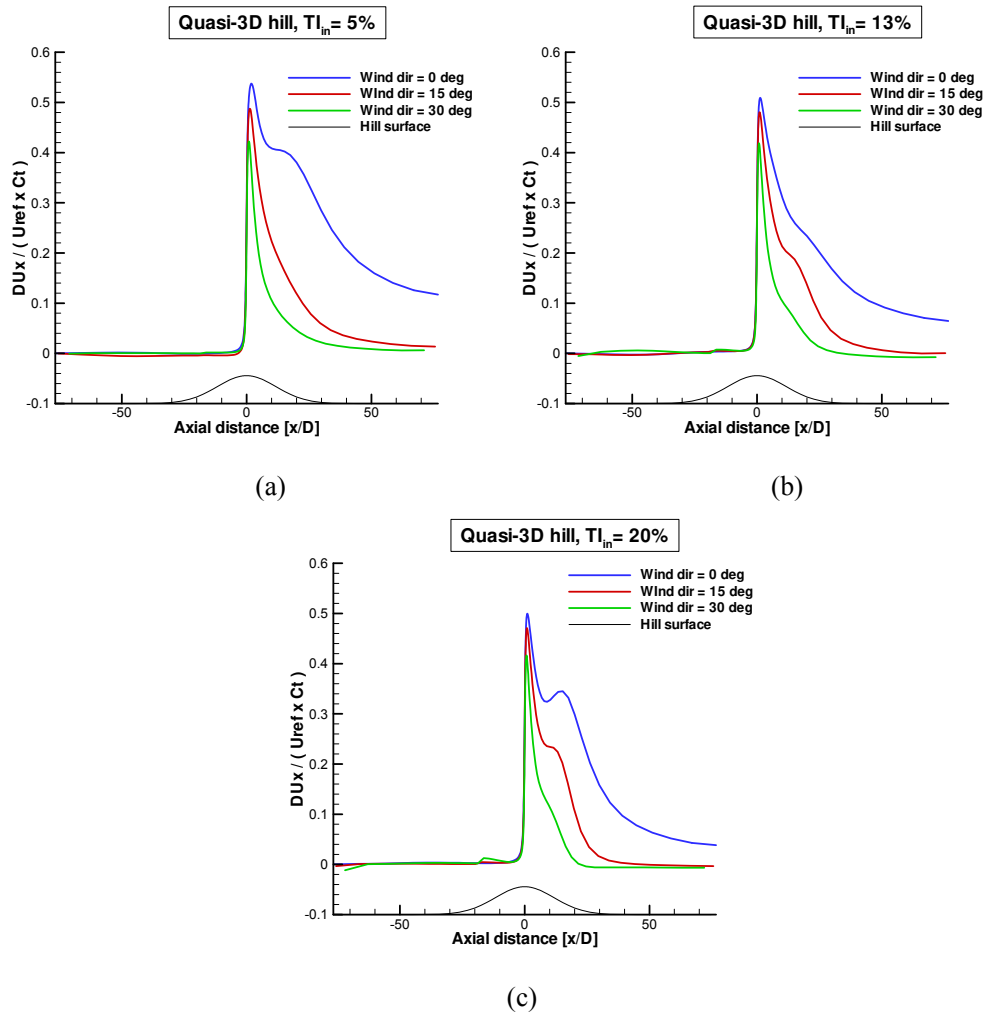 Quasi-3D hill, TI_in= 5%
Wind dir = 0 deg
WInd dir = 15 deg
Wind dir = 30 deg
Hill surface
DUx / ( Uref x Ct )
0.6
0.5
0.4
0.3
0.2
0.1
0
-0.1
-50
0
50
Axial distance [x/D]
(a)
Quasi-3D hill, TI_in= 13%
Wind dir = 0 deg
WInd dir = 15 deg
Wind dir = 30 deg
Hill surface
DUx / ( Uref x Ct )
0.6
0.5
0.4
0.3
0.2
0.1
0
-0.1
-50
0
50
Axial distance [x/D]
(b)
Quasi-3D hill, TI_in= 20%
Wind dir = 0 deg
WInd dir = 15 deg
Wind dir = 30 deg
Hill surface
DUx / ( Uref x Ct )
0.6
0.5
0.4
0.3
0.2
0.1
0
-0.1
-50
0
50
Axial distance [x/D]
(c)